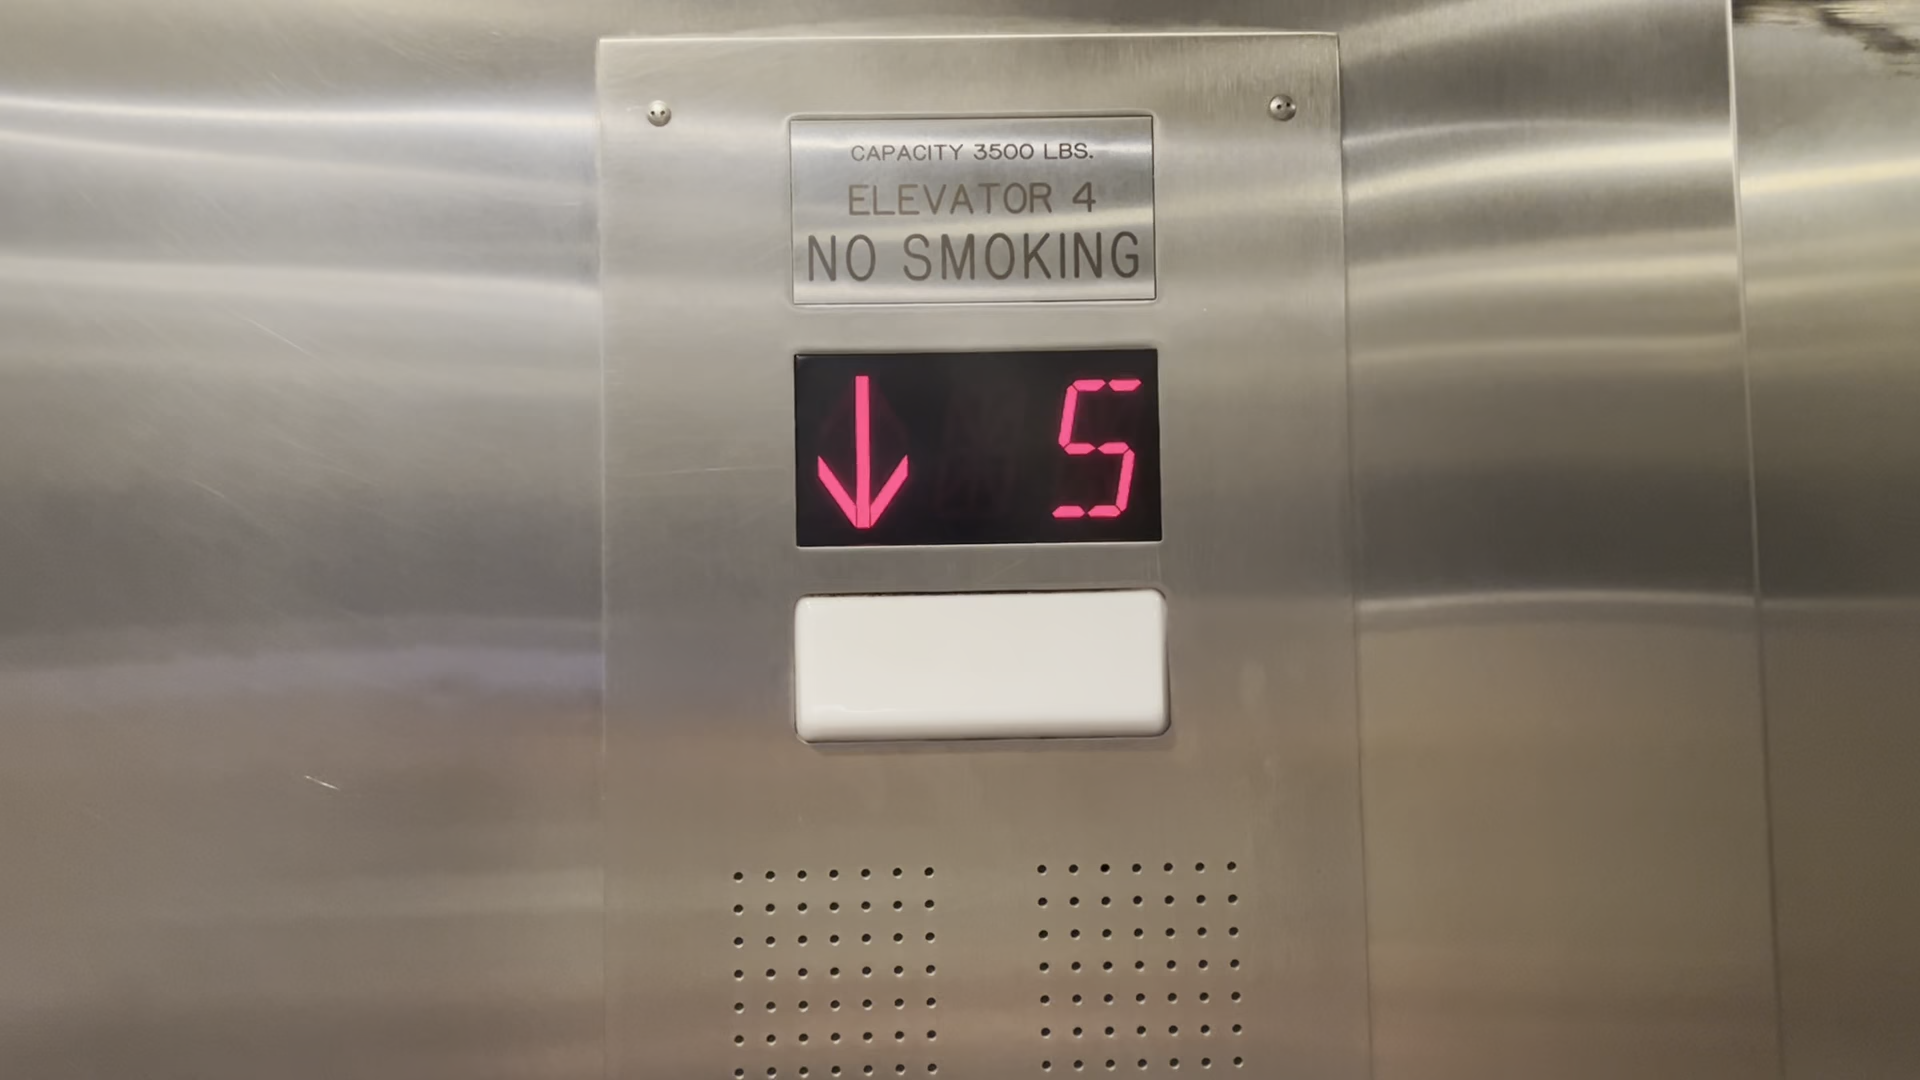 CAPACITY 3500 LBS.
ELEVATOR 4
NO SMOKING
↓ 5